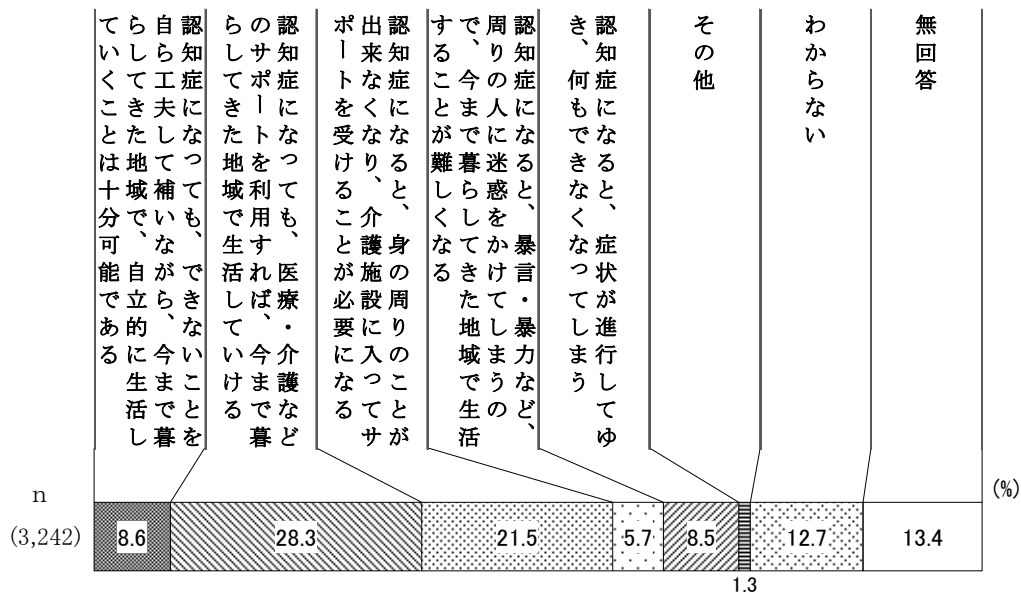 認知症になっても、できないことを
自ら工夫して補いながら、今まで暮
らしてきた地域で、自立的に生活し
ていくことは十分可能である
認知症になっても、医療・介護など
のサポートを利用すれば、今まで暮
らしてきた地域で生活していける
認知症になると、身の周りのことが
出来なくなり、介護施設に入ってサ
ポートを受けることが必要になる
認知症になると、暴言・暴力など、
周りの人に迷惑をかけてしまうの
で、今まで暮らしてきた地域で生活
することが難しくなる
認知症になると、症状が進行してゆ
き、何もできなくなってしまう
その他
わからない
無回答
(%)
n
(3,242)
8.6
28.3
21.5
5.7
8.5
1.3
12.7
13.4